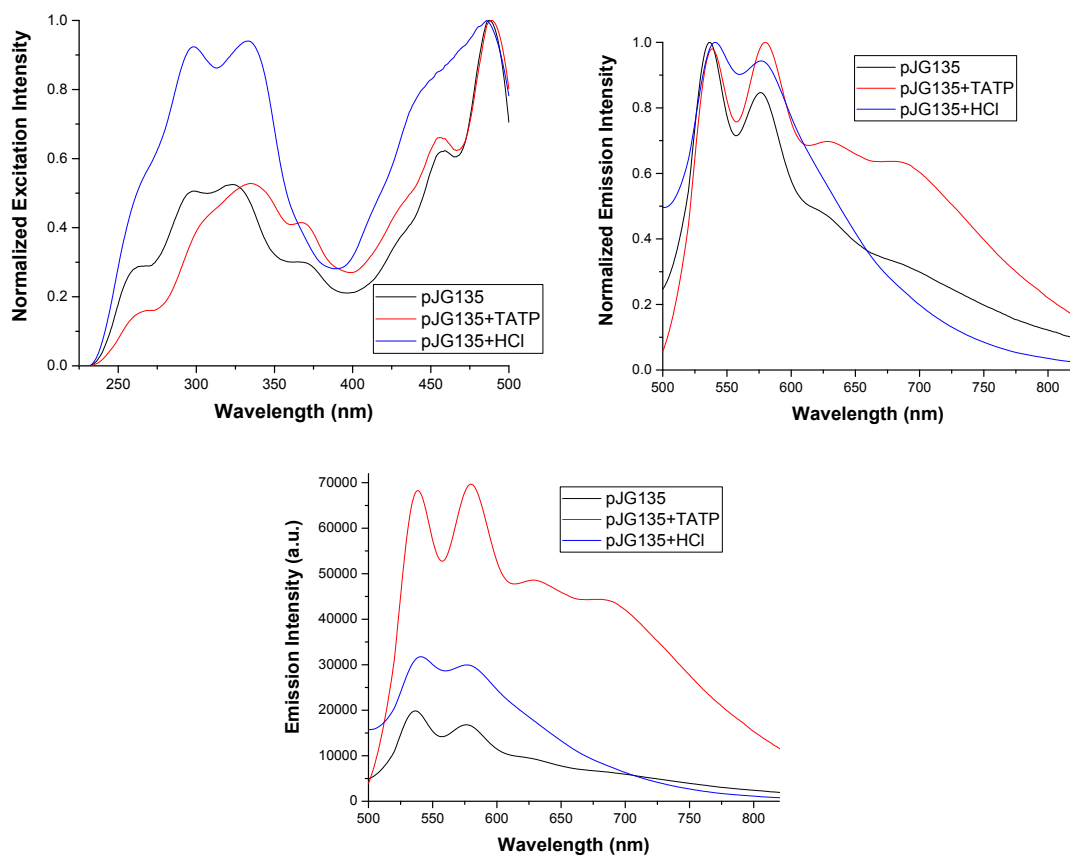 Normalized Excitation Intensity
1.0
0.8
0.6
0.4
0.2
0.0
250 300 350 400 450 500
Wavelength (nm)
pJG135
pJG135+TATP
pJG135+HCl
Normalized Emission Intensity
1.0
0.8
0.6
0.4
0.2
0.0
500 550 600 650 700 750 800
Wavelength (nm)
pJG135
pJG135+TATP
pJG135+HCl
Emission Intensity (a.u.)
70000
60000
50000
40000
30000
20000
10000
0
500 550 600 650 700 750 800
Wavelength (nm)
pJG135
pJG135+TATP
pJG135+HCl